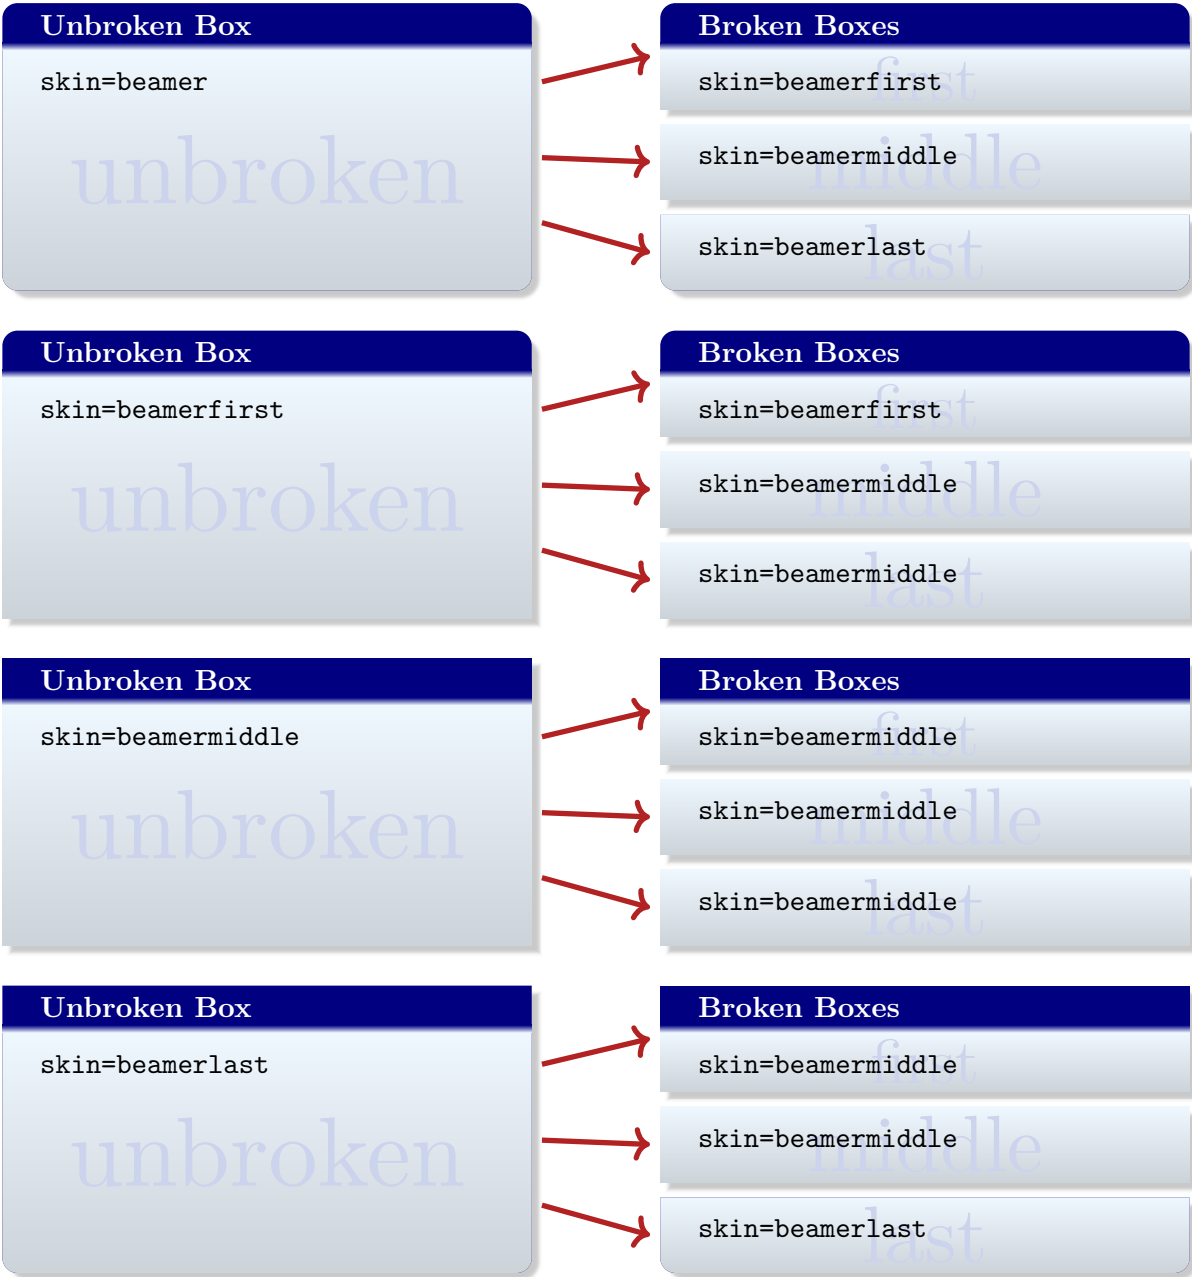 Unbroken Box
skin=beamer
unbroken
Broken Boxes
first
skin=beamerfirst
middle
skin=beamermiddle
last
skin=beamerlast
Unbroken Box
skin=beamerfirst
unbroken
Broken Boxes
first
skin=beamerfirst
middle
skin=beamermiddle
last
skin=beamermiddle
Unbroken Box
skin=beamermiddle
unbroken
Broken Boxes
first
skin=beamermiddle
middle
skin=beamermiddle
last
skin=beamermiddle
Unbroken Box
skin=beamerlast
unbroken
Broken Boxes
first
skin=beamermiddle
middle
skin=beamermiddle
last
skin=beamerlast